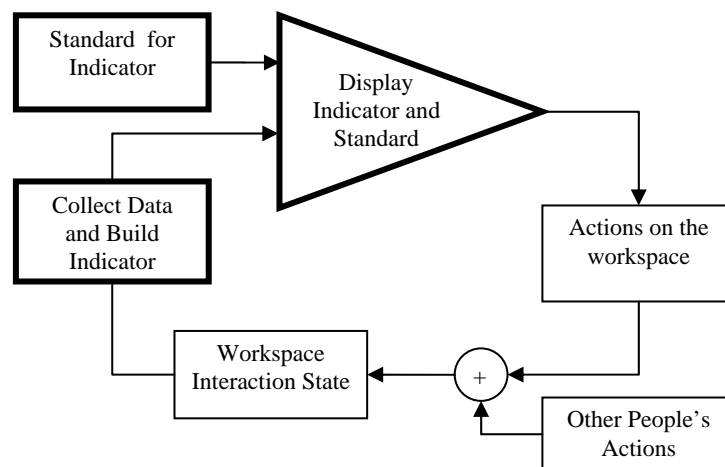 Standard for
Indicator
Display
Indicator and
Standard
Collect Data
and Build
Indicator
Actions on the
workspace
Workspace
Interaction State
+
Other People’s
Actions